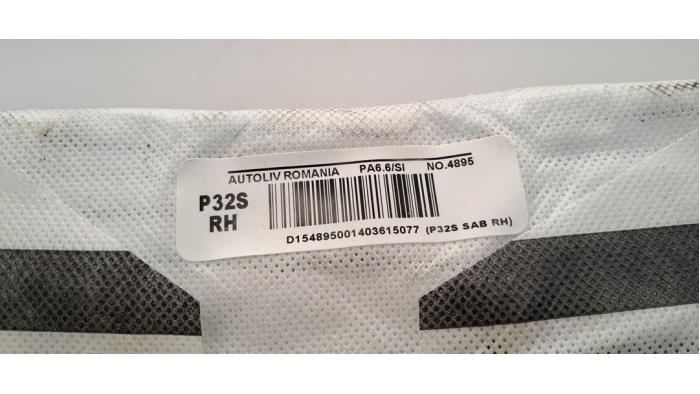 AUTOLIV ROMANIA PA6.6/SI NO.4895
P32S
RH
D154895001403615077 (P32S SAB RH)